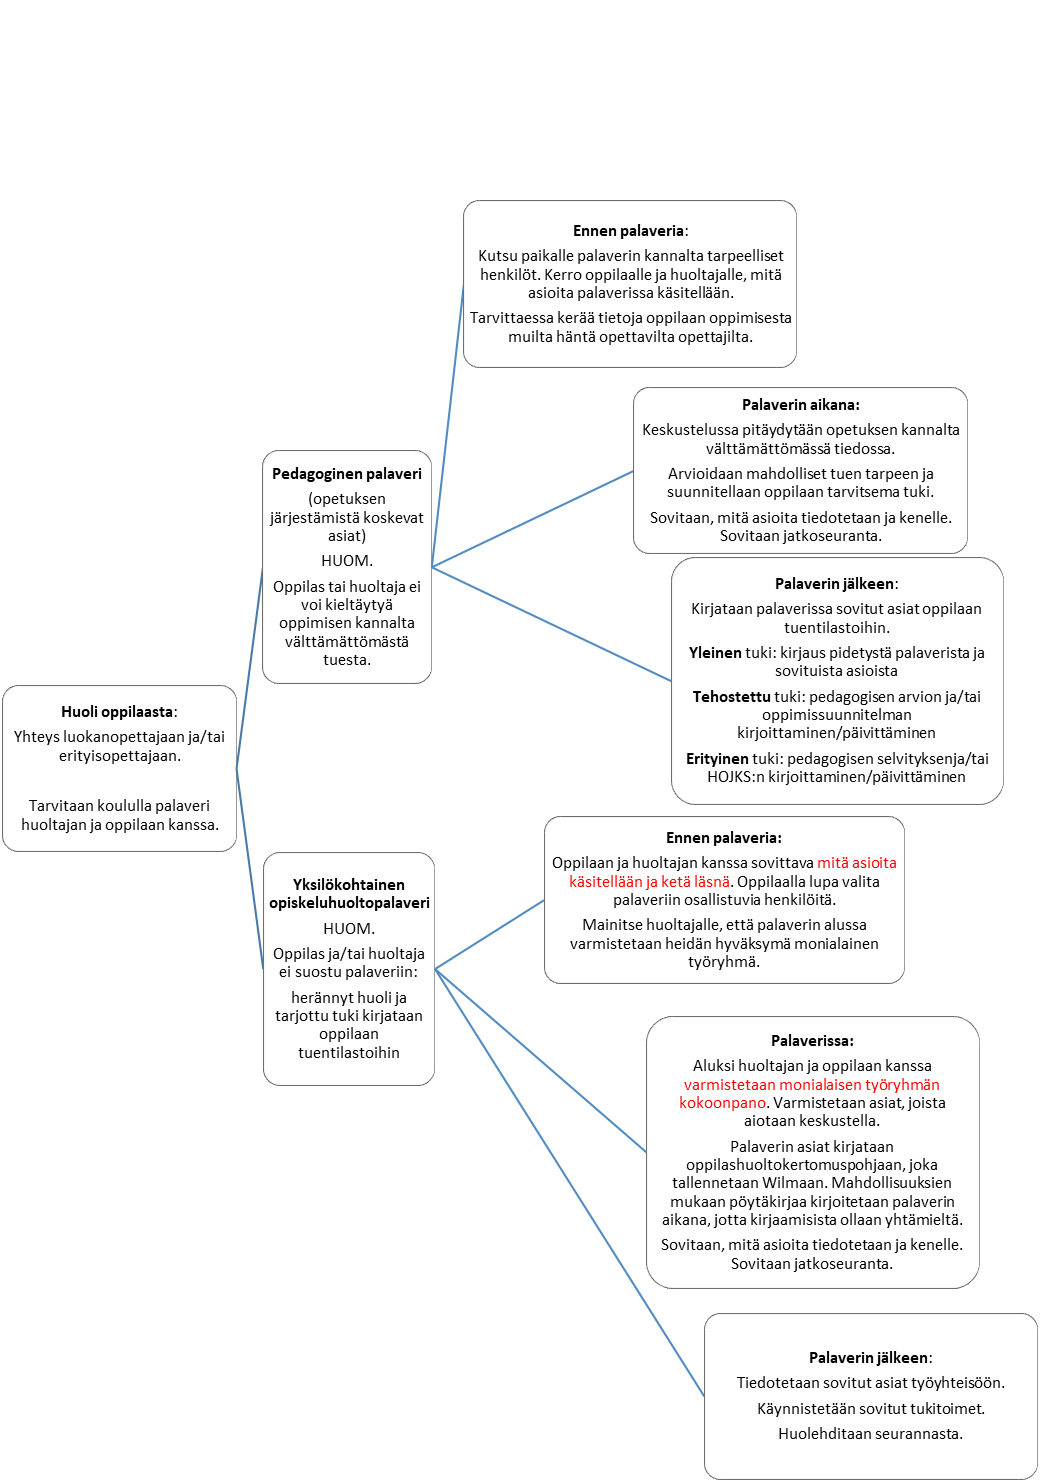 Huoli oppilaasta:
Yhteys luokanopettajaan ja/tai
erityisopettajaan.
Tarvitaan koululla palaveri
huoltajan ja oppilaan kanssa.
Pedagoginen palaveri
(opetuksen
järjestämistä koskevat
asiat)
HUOM.
Oppilas tai huoltaja ei
voi kieltäytyä
oppimisen kannalta
välttämättömästä
tuesta.
Ennen palaveria:
Kutsu paikalle palaverin kannalta tarpeelliset
henkilöt. Kerro oppilaalle ja huoltajalle, mitä
asioita palaverissa käsitellään.
Tarvittaessa kerää tietoja oppilaan oppimisesta
muilta häntä opettavilta opettajilta.
Palaverin aikana:
Keskustelussa pitäydytään opetuksen kannalta
välttämättömässä tiedossa.
Arvioidaan mahdolliset tuen tarpeen ja
suunnitellaan oppilaan tarvitsema tuki.
Sovitaan, mitä asioita tiedotetaan ja kenelle.
Sovitaan jatkoseuranta.
Palaverin jälkeen:
Kirjataan palaverissa sovitut asiat oppilaan
tuentilastoihin.
Yleinen tuki: kirjaus pidetystä palaverista ja
sovituista asioista
Tehostettu tuki: pedagogisen arvion ja/tai
oppimissuunnitelman
kirjoittaminen/päivittäminen
Erityinen tuki: pedagogisen selvityksenja/tai
HOJKS:n kirjoittaminen/päivittäminen
Yksilökohtainen
opiskeluhuoltopalaveri
HUOM.
Oppilas ja/tai huoltaja
ei suostu palaveriin:
herännyt huoli ja
tarjottu tuki kirjataan
oppilaan
tuentilastoihin
Ennen palaveria:
Oppilaan ja huoltajan kanssa sovittava mitä asioita
käsitellään ja ketä läsnä. Oppilaalla lupa valita
palaveriin osallistuvia henkilöitä.
Mainitse huoltajalle, että palaverin alussa
varmistetaan heidän hyväksymä monialainen
työryhmä.
Palaverissa:
Aluksi huoltajan ja oppilaan kanssa
varmistetaan monialaisen työryhmän
kokoonpano. Varmistetaan asiat, joista
aiotaan keskustella.
Palaverin asiat kirjataan
oppilashuoltokertomuspohjaan, joka
tallennetaan Wilmaan. Mahdollisuuksien
mukaan pöytäkirjaa kirjoitetaan palaverin
aikana, jotta kirjaamisista ollaan yhtämieltä.
Sovitaan, mitä asioita tiedotetaan ja kenelle.
Sovitaan jatkoseuranta.
Palaverin jälkeen:
Tiedotetaan sovitut asiat työyhteisöön.
Käynnistetään sovitut tukitoimet.
Huolehditaan seurannasta.